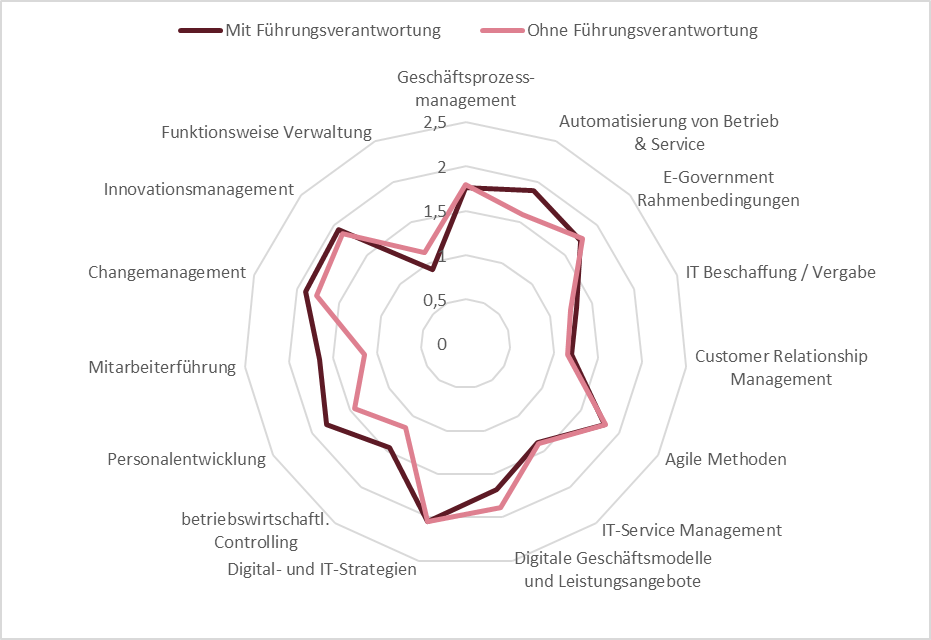 Mit Führungsverantwortung
Ohne Führungsverantwortung
Geschäftsprozess-
management
Automatisierung von Betrieb
& Service
E-Government
Rahmenbedingungen
IT Beschaffung / Vergabe
Customer Relationship
Management
Agile Methoden
IT-Service Management
Digitale Geschäftsmodelle
und Leistungsangebote
Digital- und IT-Strategien
betriebswirtschaftl.
Controlling
Personalentwicklung
Mitarbeiterführung
Changemanagement
Innovationsmanagement
Funktionsweise Verwaltung
2,5
2
1,5
1
0,5
0